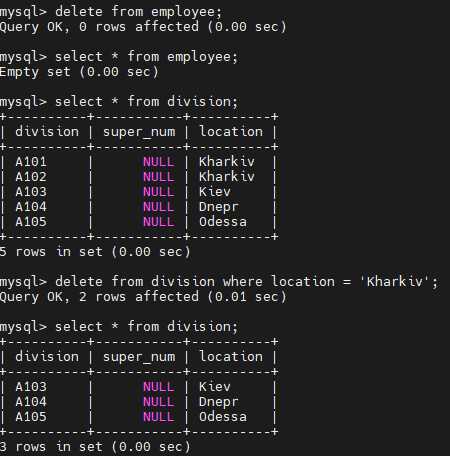 mysql> delete from employee;
Query OK, 0 rows affected (0.00 sec)
mysql> select * from employee;
Empty set (0.00 sec)
mysql> select * from division;
+----------+-----------+----------+
| division | super_num | location |
+----------+-----------+----------+
| A101     |      NULL | Kharkiv  |
| A102     |      NULL | Kharkiv  |
| A103     |      NULL | Kiev     |
| A104     |      NULL | Dnepr    |
| A105     |      NULL | Odessa   |
+----------+-----------+----------+
5 rows in set (0.00 sec)
mysql> delete from division where location = 'Kharkiv';
Query OK, 2 rows affected (0.01 sec)
mysql> select * from division;
+----------+-----------+----------+
| division | super_num | location |
+----------+-----------+----------+
| A103     |      NULL | Kiev     |
| A104     |      NULL | Dnepr    |
| A105     |      NULL | Odessa   |
+----------+-----------+----------+
3 rows in set (0.00 sec)